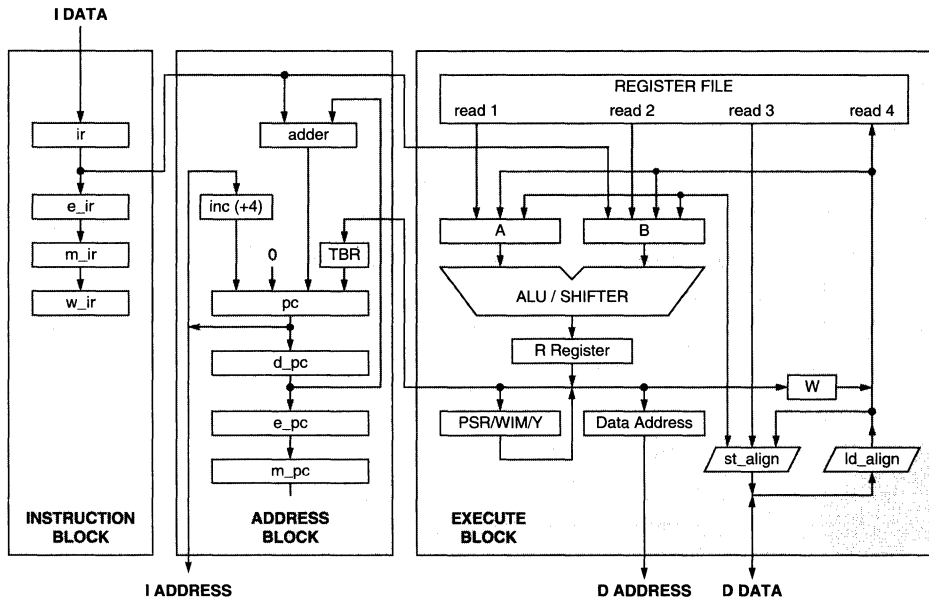 I DATA
REGISTER FILE
read 1 read 2 read 3 read 4
ir
adder
e_ir
inc (+4)
A
B
m_ir
0
TBR
w_ir
pc
ALU / SHIFTER
d_pc
R Register
W
e_pc
PSR/WIM/Y
Data Address
m_pc
st_align
ld_align
INSTRUCTION
BLOCK
ADDRESS
BLOCK
EXECUTE
BLOCK
I ADDRESS
D ADDRESS
D DATA